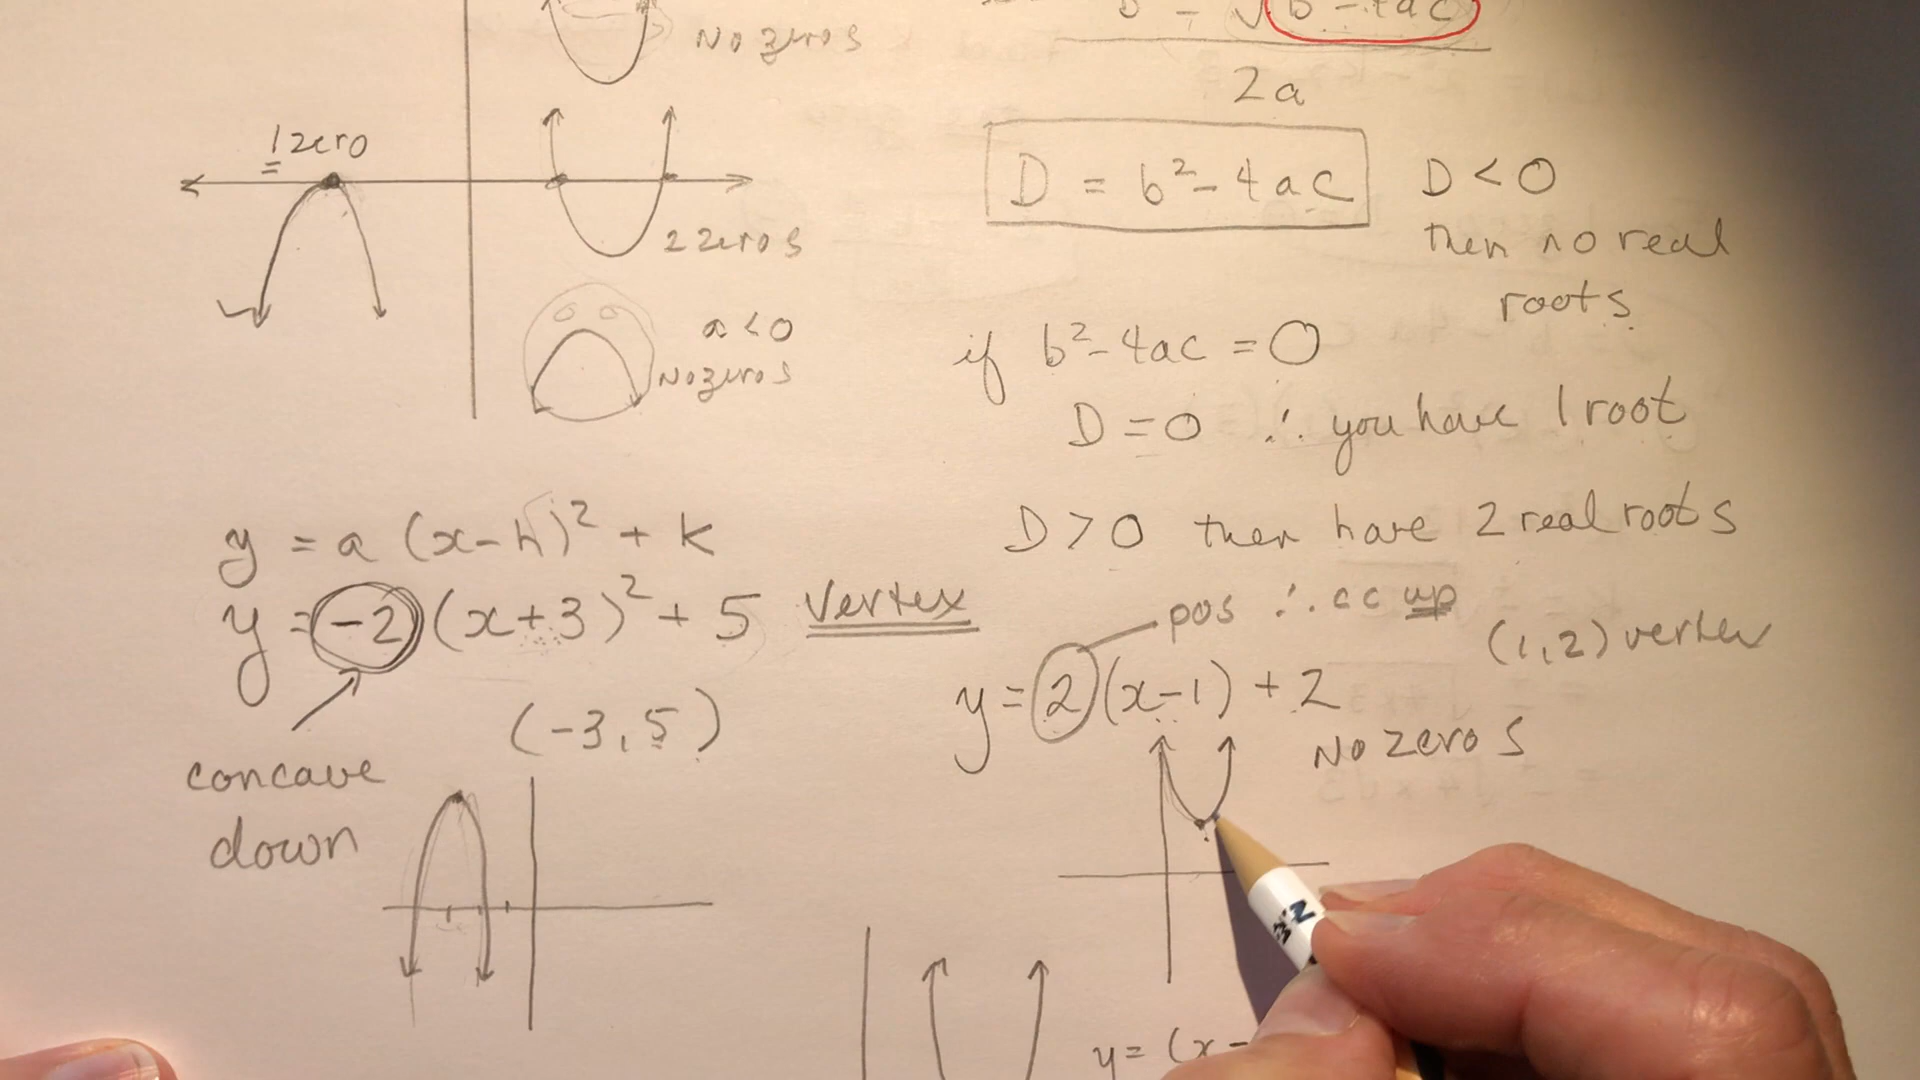 No zeros
2a
1 zero
D = b²- 4ac
D < 0
then no real
roots
2 zeros
a < 0
No zeros
if b²- 4ac = 0
D = 0 ∴ you have 1 root
D > 0 then have 2 real roots
y = a (x-h)² + k
y = -2 (x+3)² + 5 Vertex
(-3, 5)
concave
down
pos ∴ cc up
(1, 2) vertex
y = 2 (x-1) + 2
No zeros
y = (x -